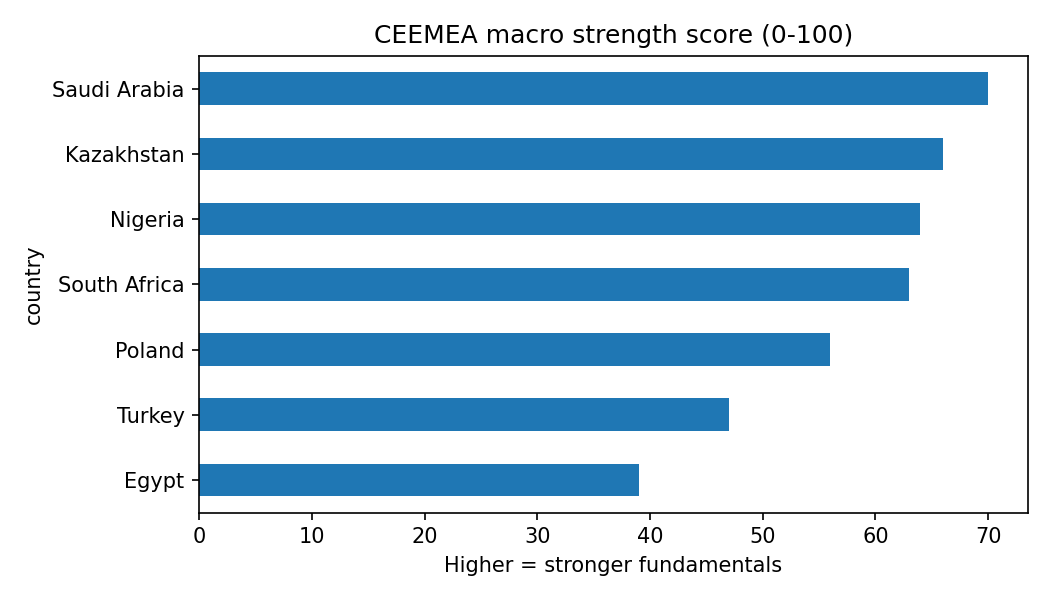 CEEMEA macro strength score (0-100)
Saudi Arabia
Kazakhstan
Nigeria
South Africa
Poland
Turkey
Egypt
country
0 10 20 30 40 50 60 70
Higher = stronger fundamentals